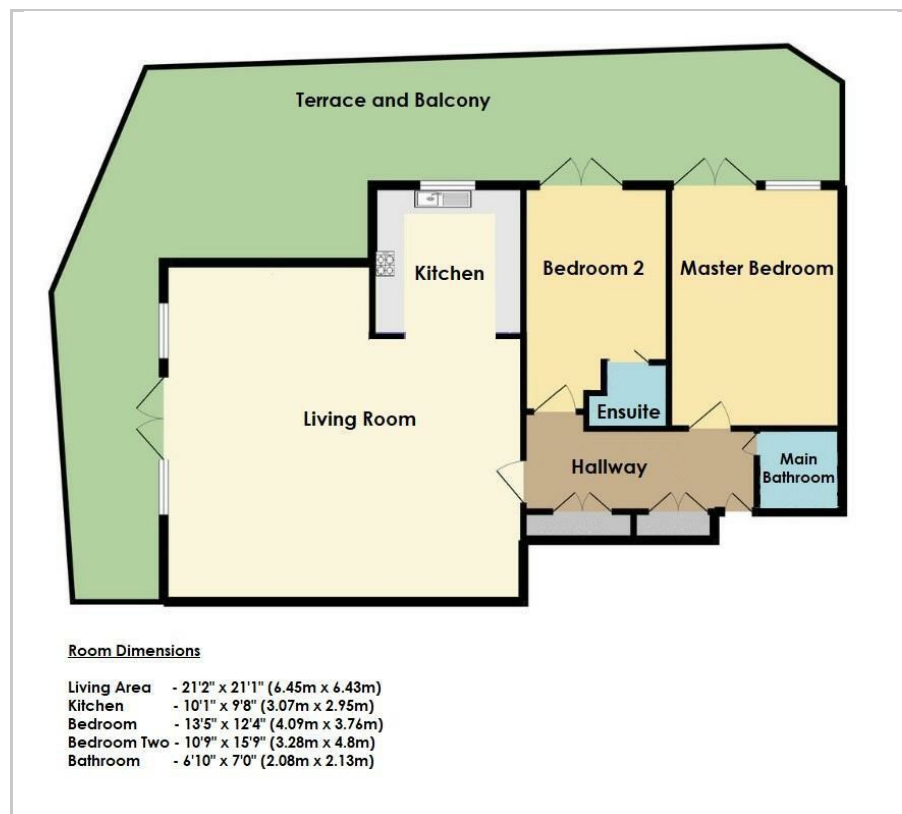 Terrace and Balcony
Kitchen
Bedroom 2
Master Bedroom
Living Room
Ensuite
Hallway
Main
Bathroom
Room Dimensions
Living Area - 21'2" x 21'1" (6.45m x 6.43m)
Kitchen - 10'1" x 9'8" (3.07m x 2.95m)
Bedroom - 13'5" x 12'4" (4.09m x 3.76m)
Bedroom Two - 10'9" x 15'9" (3.28m x 4.8m)
Bathroom - 6'10" x 7'0" (2.08m x 2.13m)